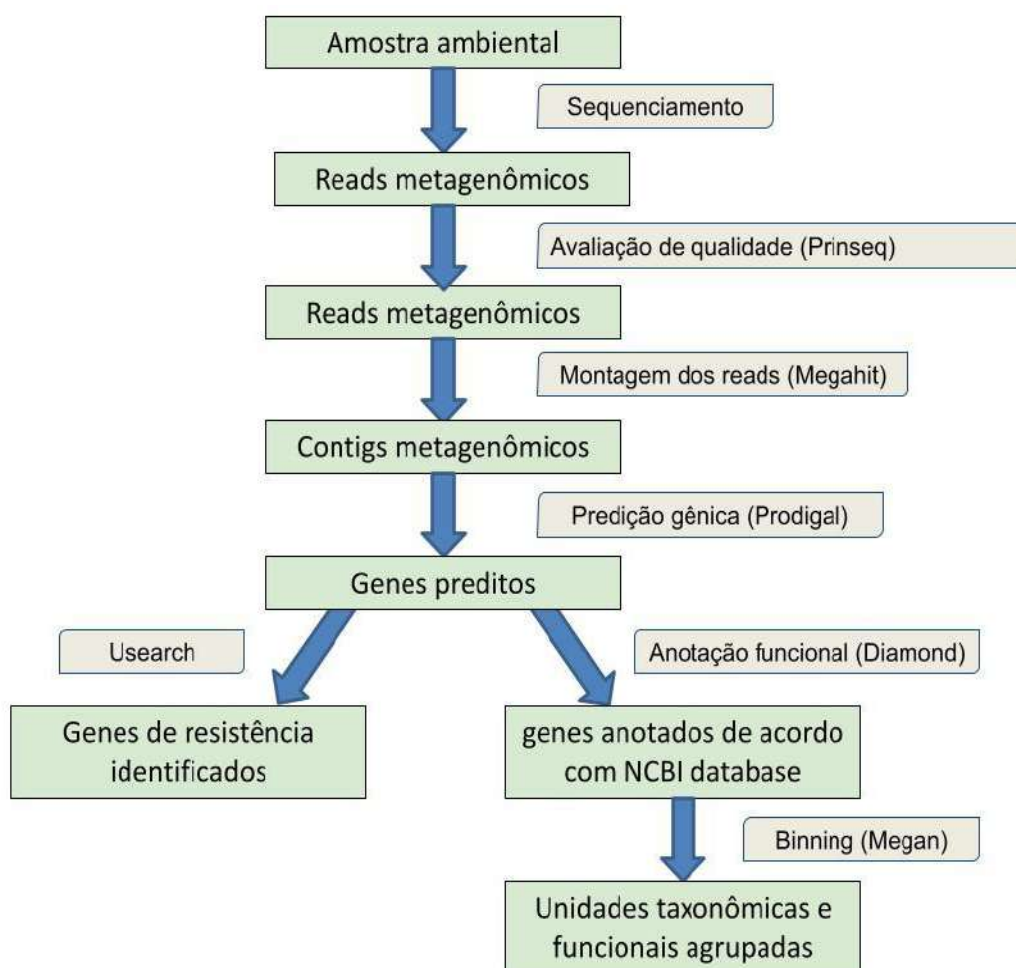 Amostra ambiental
Sequenciamento
Reads metagenômicos
Avaliação de qualidade (Prinseq)
Reads metagenômicos
Montagem dos reads (Megahit)
Contigs metagenômicos
Predição gênica (Prodigal)
Genes preditos
Usearch
Anotação funcional (Diamond)
Genes de resistência
identificados
genes anotados de acordo
com NCBI database
Binning (Megan)
Unidades taxonômicas e
funcionais agrupadas